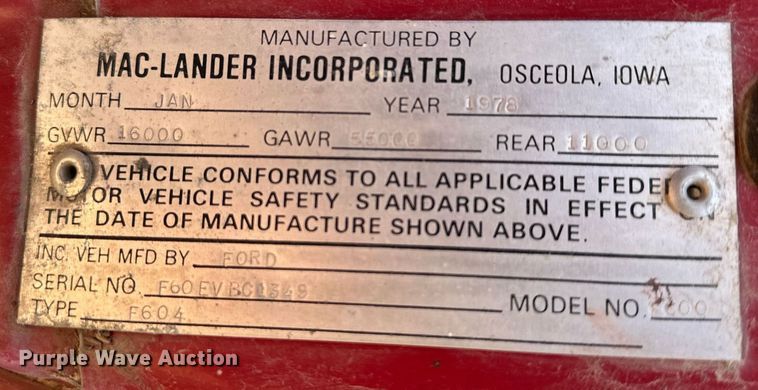 MANUFACTURED BY
MAC-LANDER INCORPORATED, OSCEOLA, IOWA
MONTH JAN YEAR 1978
GVWR 16000 GAWR REAR 11000
VEHICLE CONFORMS TO ALL APPLICABLE FEDE
MOTOR VEHICLE SAFETY STANDARDS IN EFFECT ON
THE DATE OF MANUFACTURE SHOWN ABOVE.
INC. VEH MFD BY FORD
SERIAL NO. MODEL NO.
TYPE F604
Purple Wave Auction